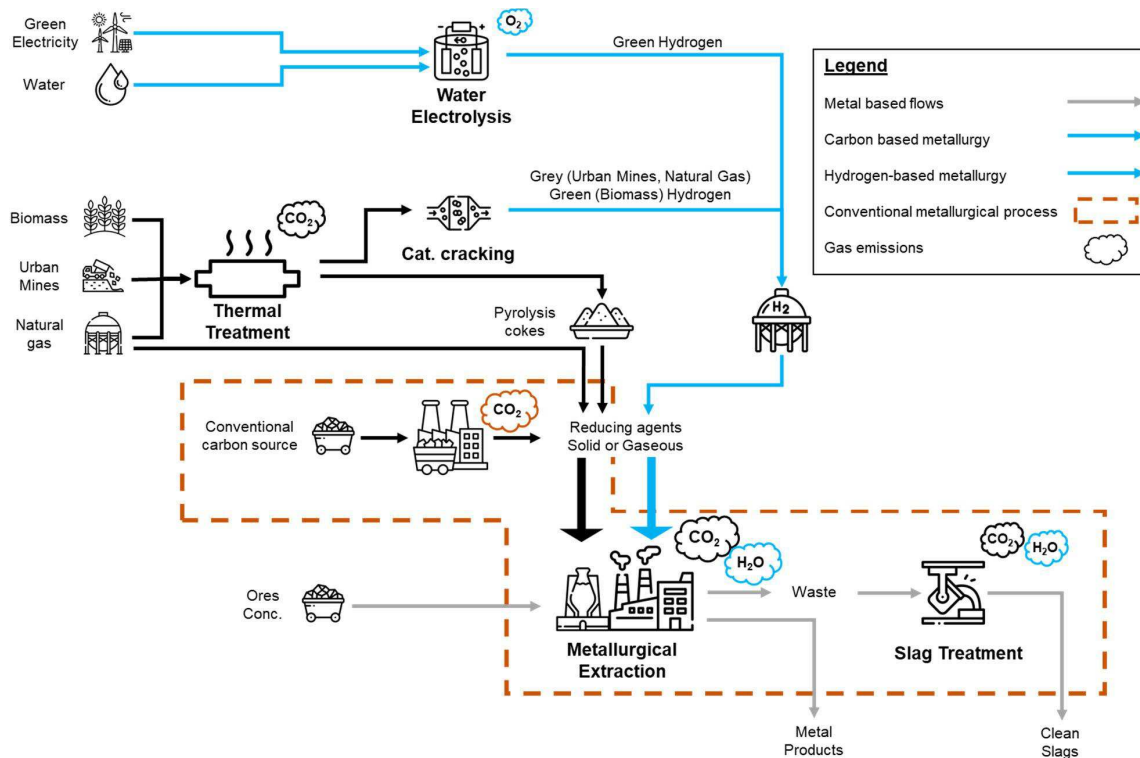 Green
Electricity
Water
O₂
Water
Electrolysis
Green Hydrogen
Legend
Metal based flows
Carbon based metallurgy
Hydrogen-based metallurgy
Conventional metallurgical process
Gas emissions
Biomass
Urban
Mines
Natural
gas
CO₂
Thermal
Treatment
Cat. cracking
Grey (Urban Mines, Natural Gas)
Green (Biomass) Hydrogen
Pyrolysis
cokes
H₂
Conventional
carbon source
CO₂
Reducing agents
Solid or Gaseous
Ores
Conc.
CO₂
H₂O
Metallurgical
Extraction
Waste
CO₂
H₂O
Slag Treatment
Metal
Products
Clean
Slags